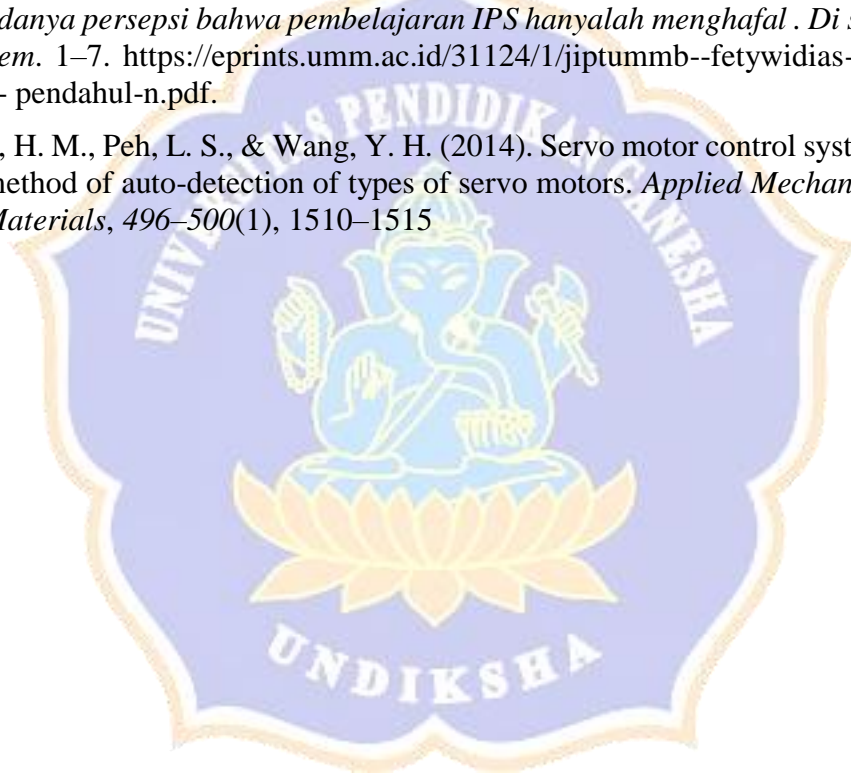 danya persepsi bahwa pembelajaran IPS hanyalah menghafal . Di s
em. 1–7. https://eprints.umm.ac.id/31124/1/jiptummb--fetywidias-
- pendahul-n.pdf.
, H. M., Peh, L. S., & Wang, Y. H. (2014). Servo motor control syst
method of auto-detection of types of servo motors. Applied Mechan
Materials, 496–500(1), 1510–1515
UNIVERSITAS PENDIDIKAN GANESHA
UNDIKSHA